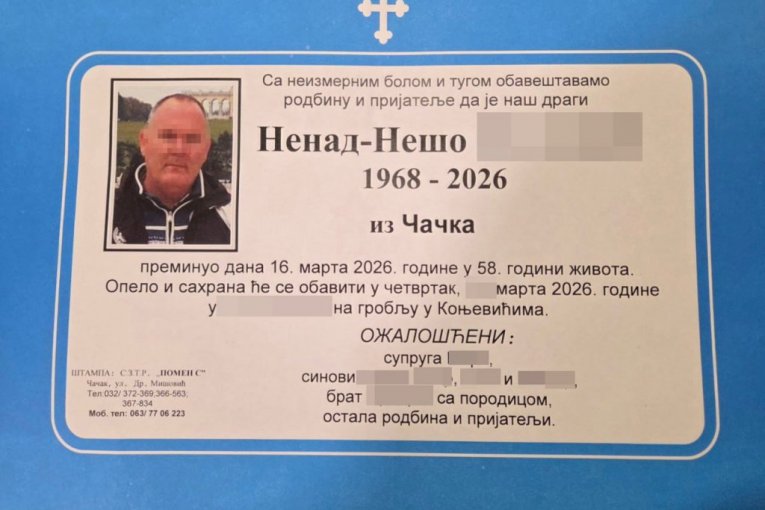 Са неизмерним болом и тугом обавештавамо
родбину и пријатеље да је наш драги
Ненад-Нешо
1968 - 2026
из Чачка
преминуо дана 16. марта 2026. године у 58. години живота.
Опело и сахрана ће се обавити у четвртак, марта 2026. године
у на гробљу у Коњевићима.
ОЖАЛОШЋЕНИ:
супруга
синови , и ,
брат са породицом,
остала родбина и пријатељи.
ШТАМПА: С.З.Т.Р. „ПОМЕН С"
Чачак, ул. Др. Мишовић
Тел:032/ 372-369;366-563;
367-834
Моб. тел: 063/ 77 06 223